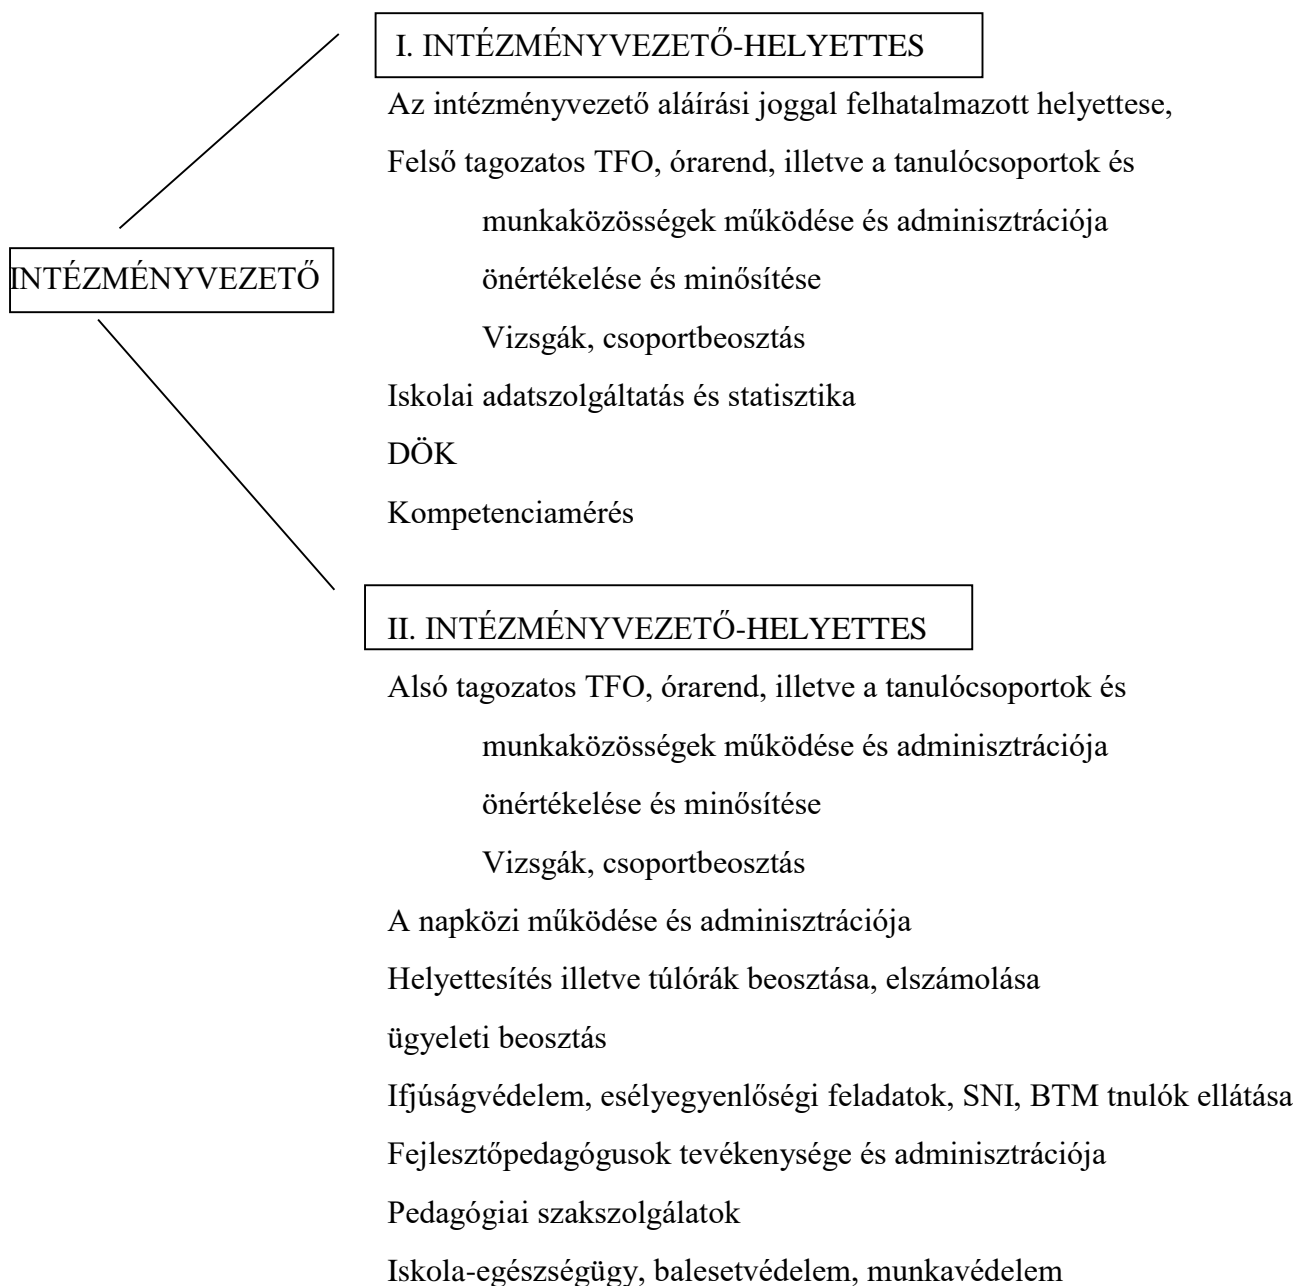 I. INTÉZMÉNYVEZETŐ-HELYETTES
Az intézményvezető aláírási joggal felhatalmazott helyettese,
Felső tagozatos TFO, órarend, illetve a tanulócsoportok és
munkaközösségek működése és adminisztrációja
INTÉZMÉNYVEZETŐ
önértékelése és minősítése
Vizsgák, csoportbeosztás
Iskolai adatszolgáltatás és statisztika
DÖK
Kompetenciamérés
II. INTÉZMÉNYVEZETŐ-HELYETTES
Alsó tagozatos TFO, órarend, illetve a tanulócsoportok és
munkaközösségek működése és adminisztrációja
önértékelése és minősítése
Vizsgák, csoportbeosztás
A napközi működése és adminisztrációja
Helyettesítés illetve túlórák beosztása, elszámolása
ügyeleti beosztás
Ifjúságvédelem, esélyegyenlőségi feladatok, SNI, BTM tnulók ellátása
Fejlesztőpedagógusok tevékenysége és adminisztrációja
Pedagógiai szakszolgálatok
Iskola-egészségügy, balesetvédelem, munkavédelem